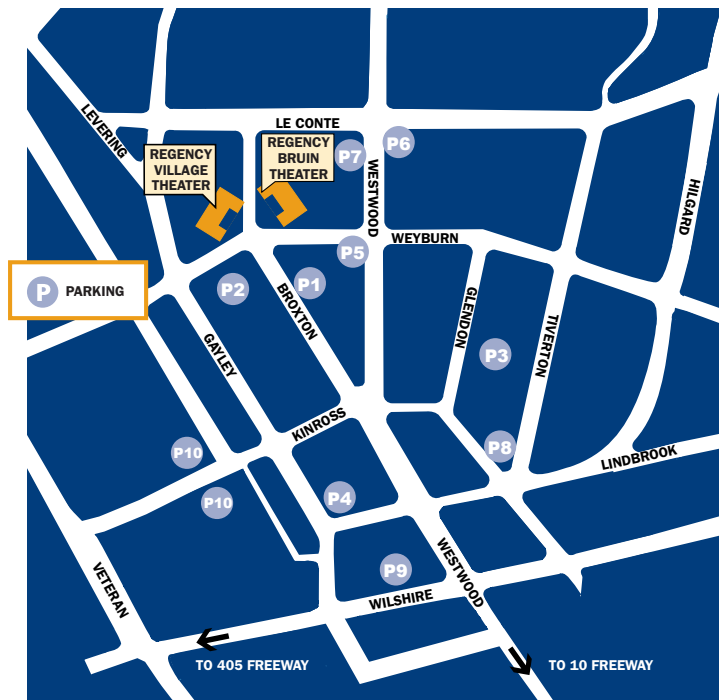 LE CONTE
LEVERING
REGENCY
VILLAGE
THEATER
REGENCY
BRUIN
THEATER
P7
P6
WESTWOOD
HILGARD
WEYBURN
P5
P PARKING
P2
P1
BROXTON
GLENDON
TIVERTON
GAYLEY
P3
KINROSS
P10
P8
LINDBROOK
P10
P4
WESTWOOD
P9
VETERAN
WILSHIRE
TO 405 FREEWAY
TO 10 FREEWAY